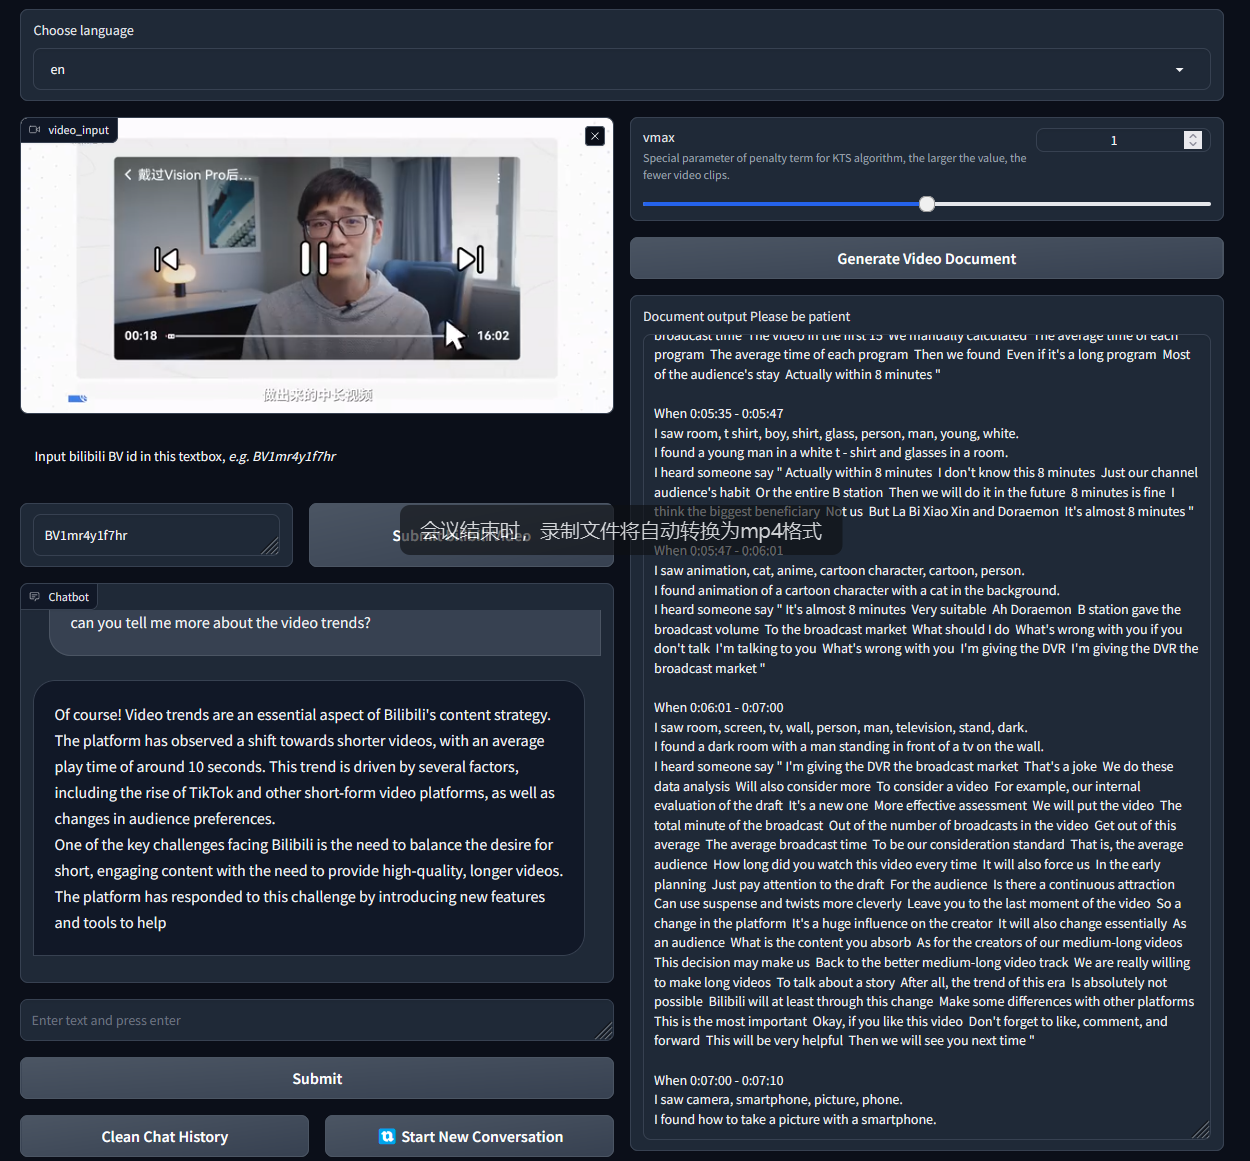 Choose language
en
video_input
戴过Vision Pro后...
00:18
16:02
做出来的中长视频
Input bilibili BV id in this textbox, e.g. BV1mr4y1f7hr
BV1mr4y1f7hr
Submit Bilibili Video
会议结束时，录制文件将自动转换为mp4格式
Chatbot
can you tell me more about the video trends?
Of course! Video trends are an essential aspect of Bilibili's content strategy.
The platform has observed a shift towards shorter videos, with an average
play time of around 10 seconds. This trend is driven by several factors,
including the rise of TikTok and other short-form video platforms, as well as
changes in audience preferences.
One of the key challenges facing Bilibili is the need to balance the desire for
short, engaging content with the need to provide high-quality, longer videos.
The platform has responded to this challenge by introducing new features
and tools to help
Enter text and press enter
Submit
Clean Chat History
Start New Conversation
vmax
1
Special parameter of penalty term for KTS algorithm, the larger the value, the
fewer video clips.
Generate Video Document
Document output Please be patient
broadcast time The video in the first 15 We manually calculated The average time of each
program The average time of each program Then we found Even if it's a long program Most
of the audience's stay Actually within 8 minutes "
When 0:05:35 - 0:05:47
I saw room, t shirt, boy, shirt, glass, person, man, young, white.
I found a young man in a white t - shirt and glasses in a room.
I heard someone say " Actually within 8 minutes I don't know this 8 minutes Just our channel
audience's habit Or the entire B station Then we will do it in the future 8 minutes is fine I
think the biggest beneficiary Not us But La Bi Xiao Xin and Doraemon It's almost 8 minutes "
When 0:05:47 - 0:06:01
I saw animation, cat, anime, cartoon character, cartoon, person.
I found animation of a cartoon character with a cat in the background.
I heard someone say " It's almost 8 minutes Very suitable Ah Doraemon B station gave the
broadcast volume To the broadcast market What should I do What's wrong with you if you
don't talk I'm talking to you What's wrong with you I'm giving the DVR I'm giving the DVR the
broadcast market "
When 0:06:01 - 0:07:00
I saw room, screen, tv, wall, person, man, television, stand, dark.
I found a dark room with a man standing in front of a tv on the wall.
I heard someone say " I'm giving the DVR the broadcast market That's a joke We do these
data analysis Will also consider more To consider a video For example, our internal
evaluation of the draft It's a new one More effective assessment We will put the video The
total minute of the broadcast Out of the number of broadcasts in the video Get out of this
average The average broadcast time To be our consideration standard That is, the average
audience How long did you watch this video every time It will also force us In the early
planning Just pay attention to the draft For the audience Is there a continuous attraction
Can use suspense and twists more cleverly Leave you to the last moment of the video So a
change in the platform It's a huge influence on the creator It will also change essentially As
an audience What is the content you absorb As for the creators of our medium-long videos
This decision may make us Back to the better medium-long video track We are really willing
to make long videos To talk about a story After all, the trend of this era Is absolutely not
possible Bilibili will at least through this change Make some differences with other platforms
This is the most important Okay, if you like this video Don't forget to like, comment, and
forward This will be very helpful Then we will see you next time "
When 0:07:00 - 0:07:10
I saw camera, smartphone, picture, phone.
I found how to take a picture with a smartphone.